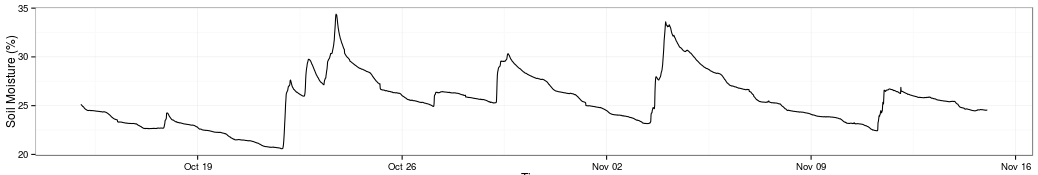 35
30
25
20
Soil Moisture (%)
Oct 19
Oct 26
Nov 02
Nov 09
Nov 16